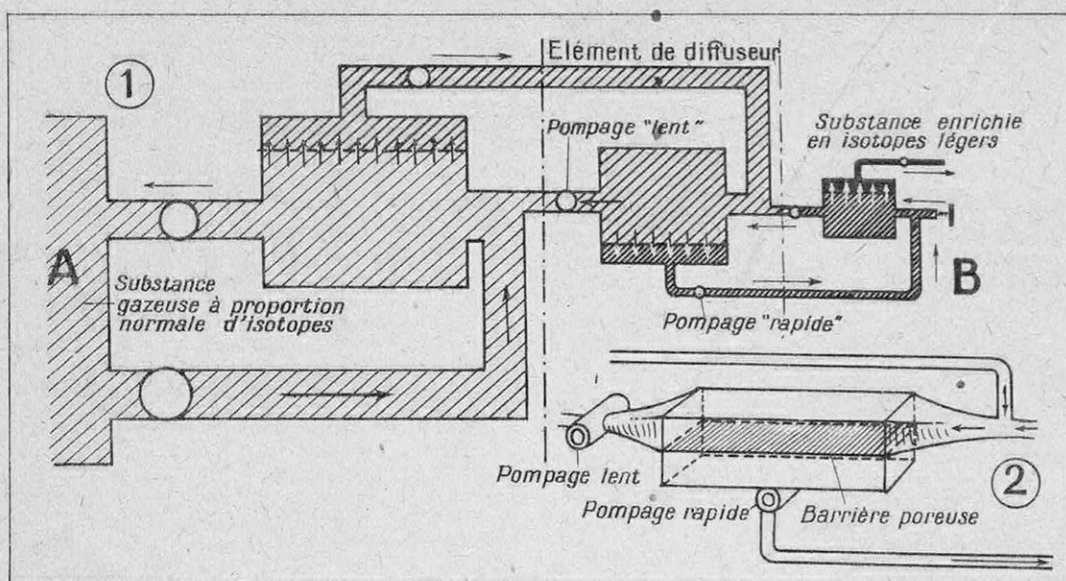 1
Elément de diffuseur
Pompage "lent"
Substance enrichie
en isotopes légers
A
Substance
gazeuse à proportion
normale d'isotopes
B
Pompage "rapide"
2
Pompage lent
Pompage rapide
Barrière poreuse